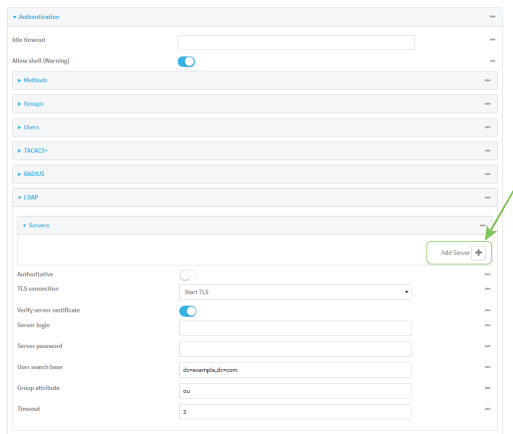 Authentication
Idle timeout
Allow shell (Warning)
Methods
Groups
Users
TACACS+
RADIUS
LDAP
Servers
Add Server
Authoritative
TLS connection
Start TLS
Verify server certificate
Server login
Server password
User search base
dc=example,dc=com
Group attribute
ou
Timeout
3